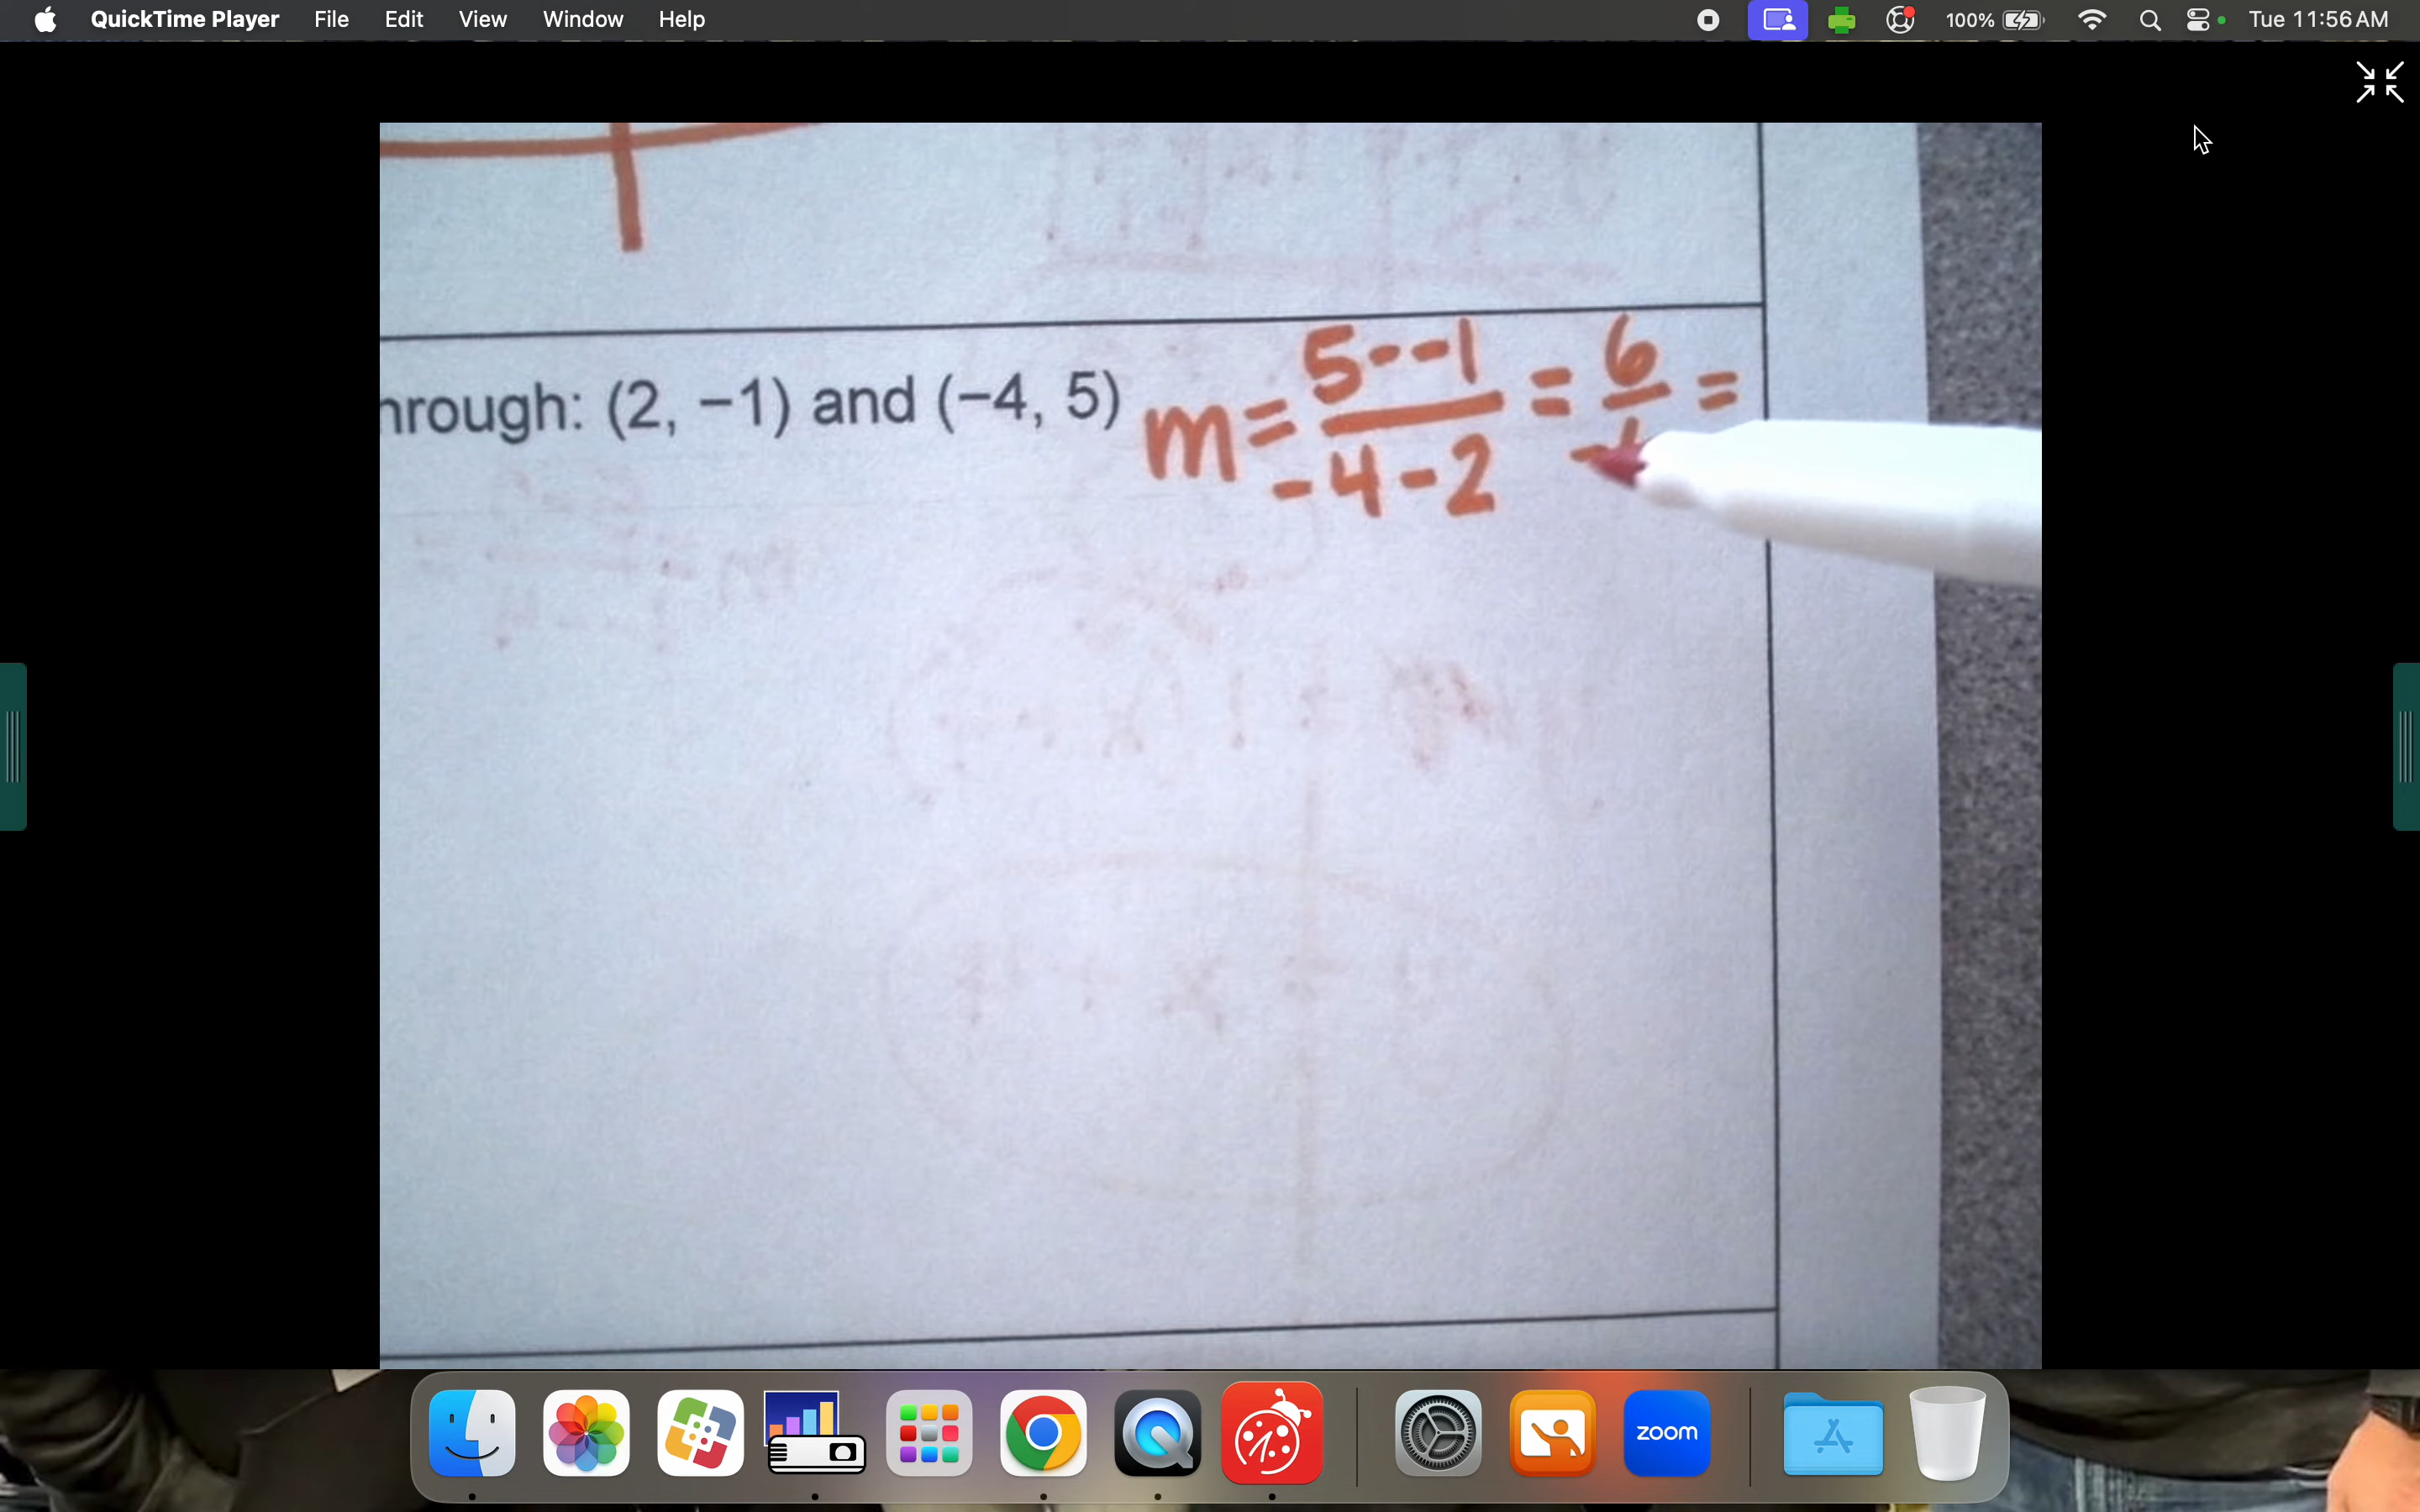 QuickTime Player File Edit View Window Help 100% Tue 11:56 AM
hrough: (2, −1) and (−4, 5) m = 5--1 / -4-2 = 6 / - =
zoom